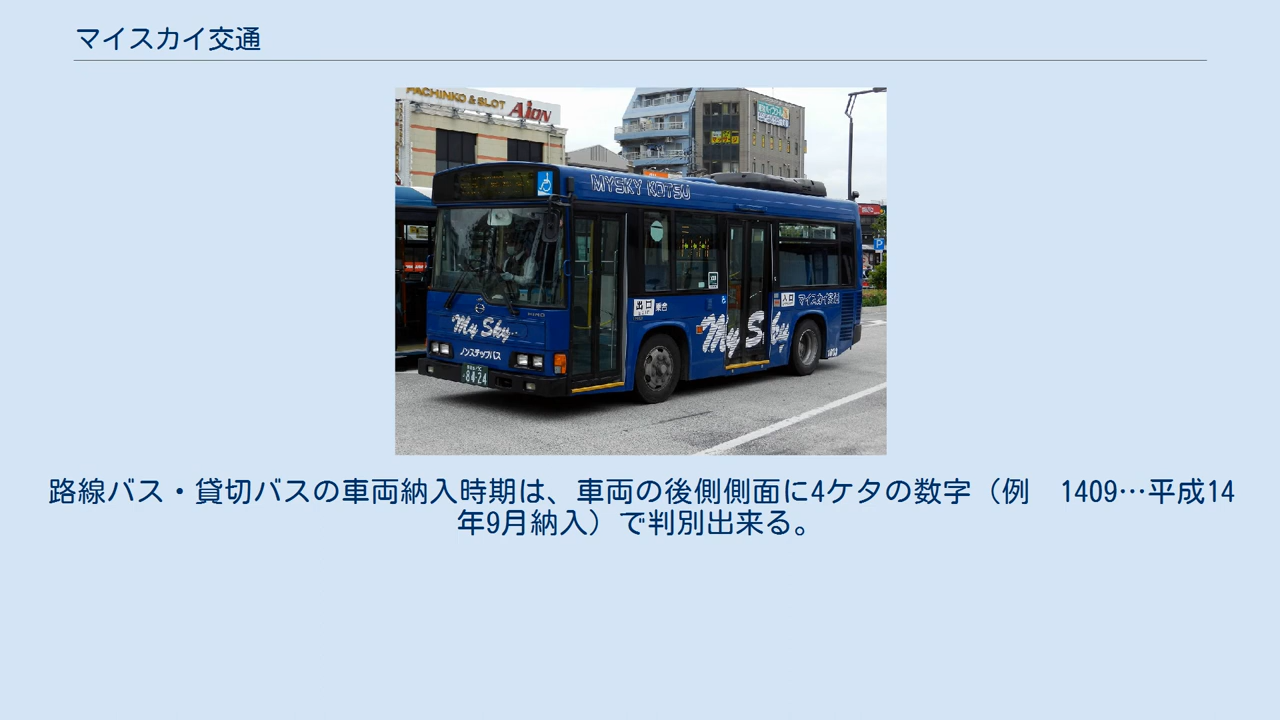 マイスカイ交通
PACHINKO & SLOT
AION
MYSKY KOTSU
出口
乗合
入口
マイスカイ交通
My Sky
My Sky
ノンステップバス
84-24
P
路線バス・貸切バスの車両納入時期は、車両の後側側面に4ケタの数字（例　1409…平成14
年9月納入）で判別出来る。